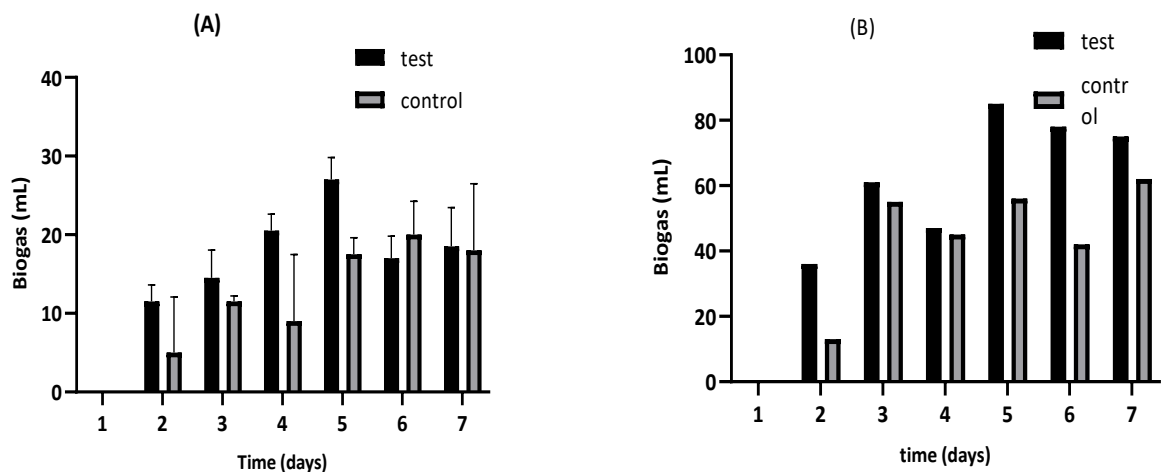 (A)
test
control
40
30
20
10
0
Biogas (mL)
1 2 3 4 5 6 7
Time (days)
(B)
test
contr
ol
100
80
60
40
20
0
Biogas (mL)
1 2 3 4 5 6 7
time (days)